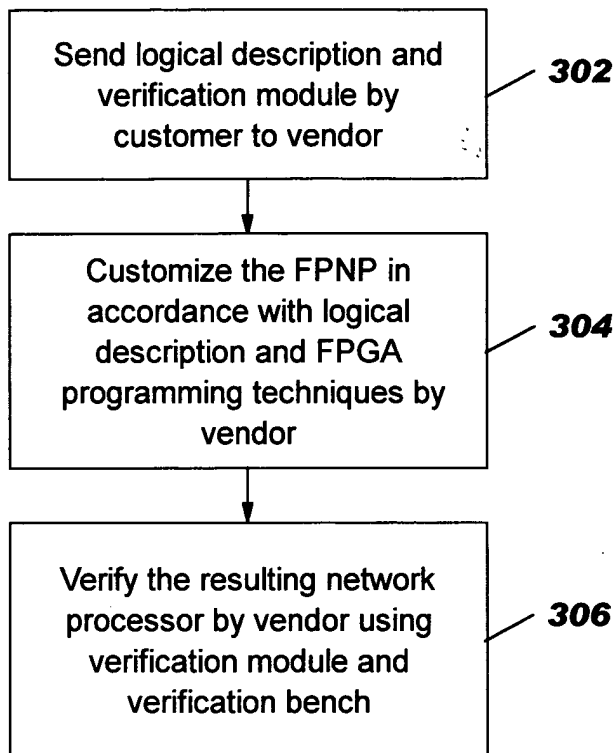 Send logical description and
verification module by
customer to vendor
302
Customize the FPNP in
accordance with logical
description and FPGA
programming techniques by
vendor
304
Verify the resulting network
processor by vendor using
verification module and
verification bench
306